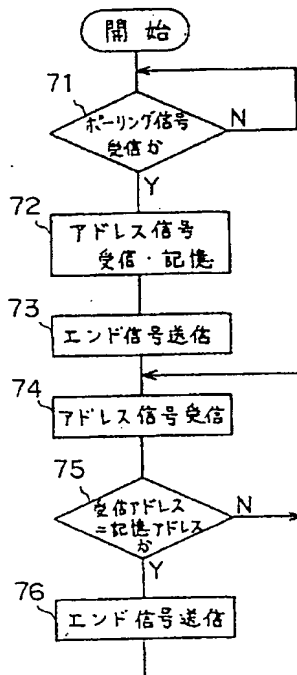 開始
71
ポーリング信号
受信か
N
Y
72
アドレス信号
受信・記憶
73
エンド信号送信
74
アドレス信号受信
75
受信アドレス
=記憶アドレス
か
N
Y
76
エンド信号送信